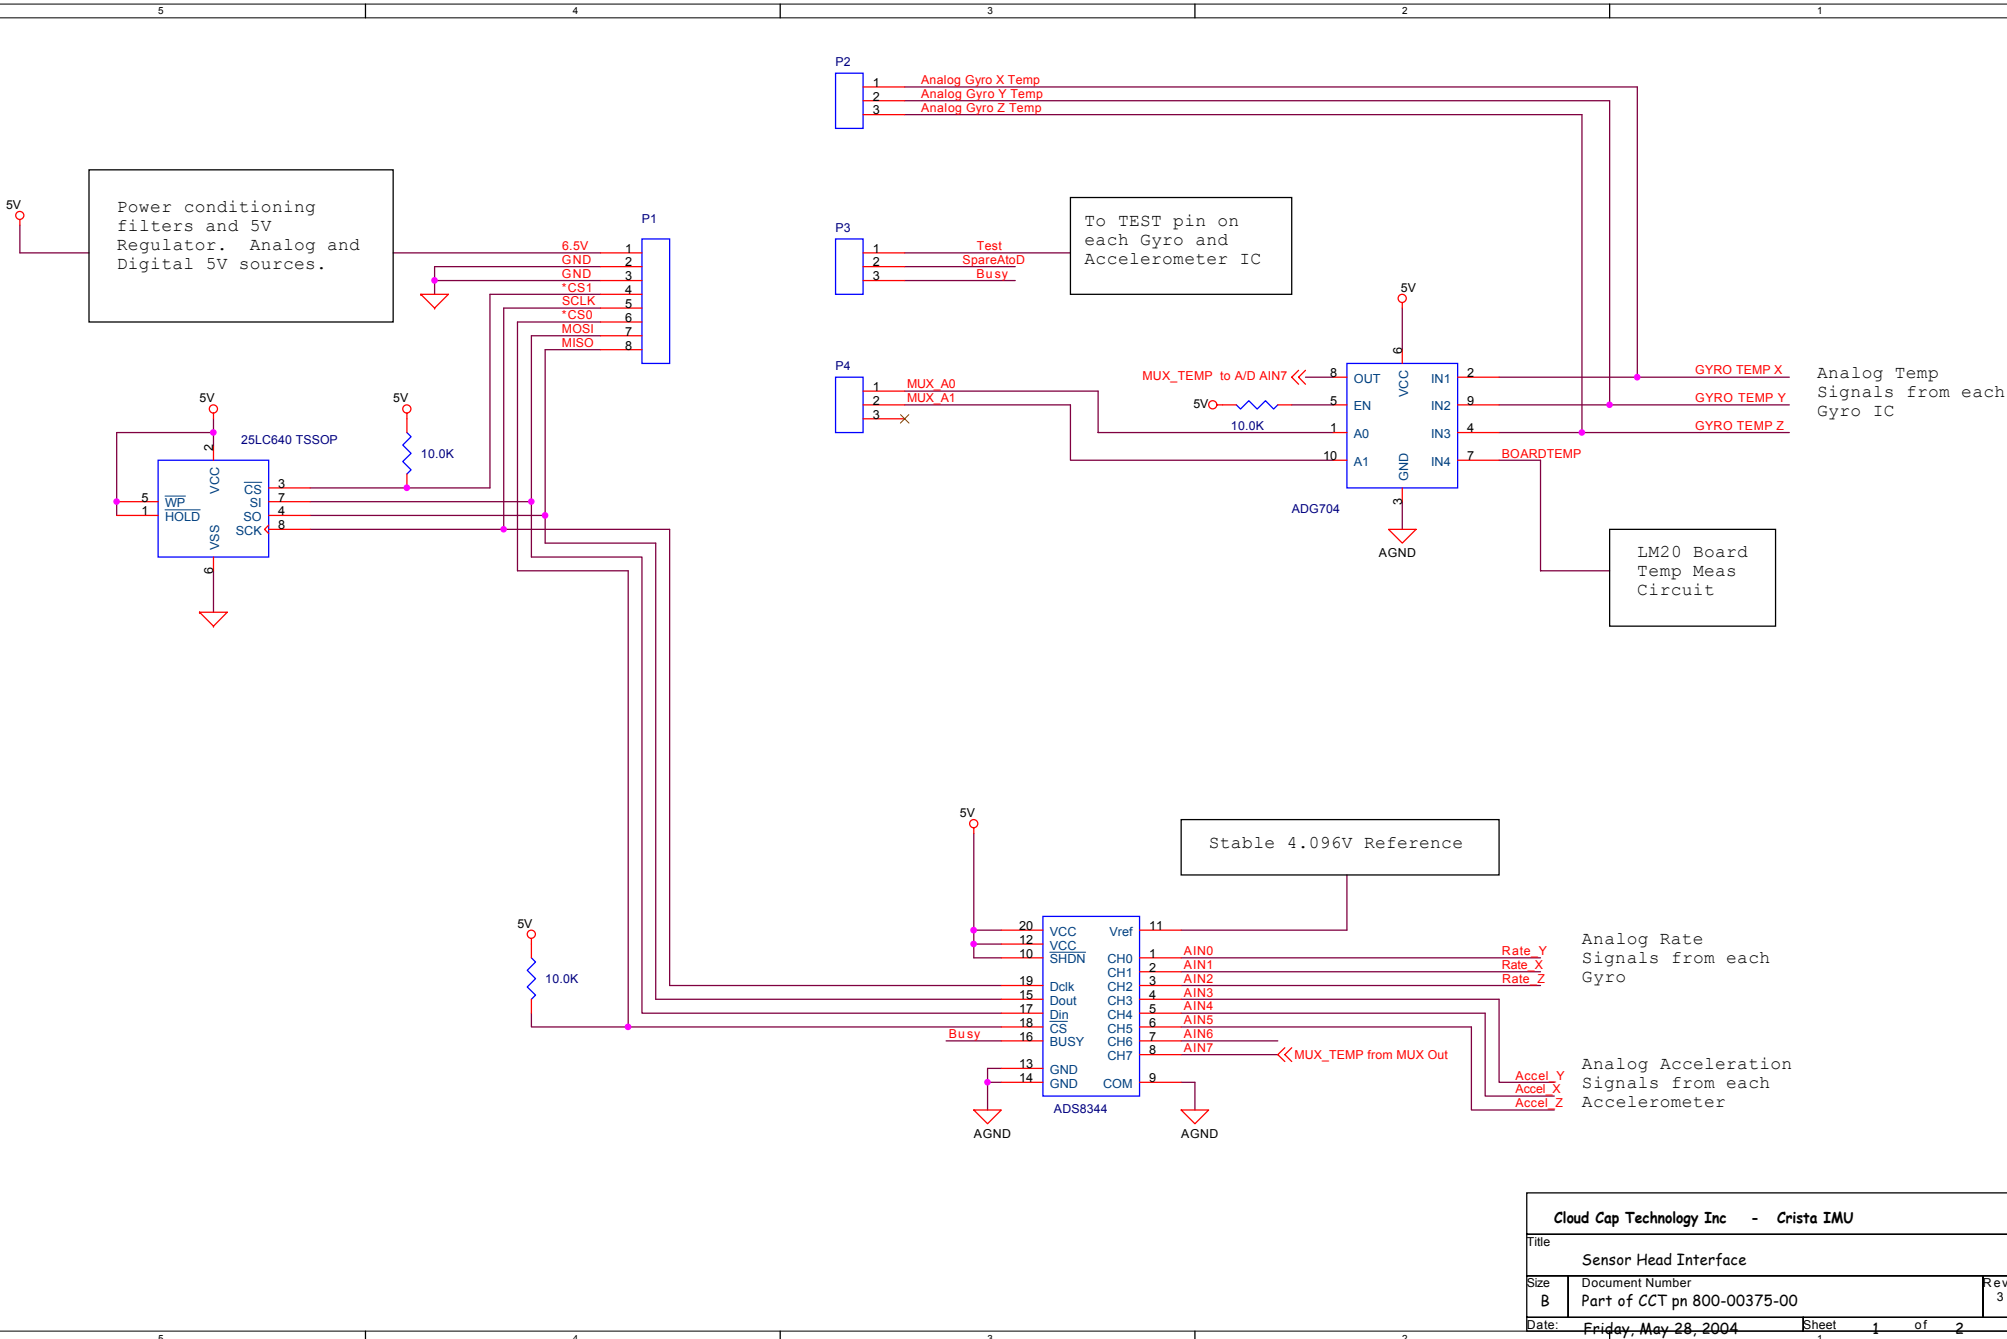 5 4 3 2 1
P2
1 Analog Gyro X Temp
2 Analog Gyro Y Temp
3 Analog Gyro Z Temp
5V
Power conditioning
filters and 5V
Regulator. Analog and
Digital 5V sources.
P1
6.5V 1
GND 2
GND 3
*CS1 4
SCLK 5
*CS0 6
MOSI 7
MISO 8
P3
1 Test
2 SpareAtoD
3 Busy
To TEST pin on
each Gyro and
Accelerometer IC
P4
1 MUX_A0
2 MUX_A1
3
5V
6
MUX_TEMP to A/D AIN7 8 OUT VCC IN1 2 GYRO TEMP X
5V 10.0K 5 EN IN2 9 GYRO TEMP Y
1 A0 IN3 4 GYRO TEMP Z
10 A1 GND IN4 7 BOARDTEMP
3
ADG704
AGND
Analog Temp
Signals from each
Gyro IC
LM20 Board
Temp Meas
Circuit
5V
5V
25LC640 TSSOP
10.0K
2
VCC
CS 3
5 WP SI 7
1 HOLD SO 4
VSS SCK 8
6
5V
Stable 4.096V Reference
5V
10.0K
20 VCC Vref 11
12 VCC
10 SHDN CH0 1 AIN0 Rate_Y
CH1 2 AIN1 Rate_X
19 Dclk CH2 3 AIN2 Rate_Z
15 Dout CH3 4 AIN3
17 Din CH4 5 AIN4
18 CS CH5 6 AIN5
Busy 16 BUSY CH6 7 AIN6
CH7 8 AIN7 MUX_TEMP from MUX Out
13 GND
14 GND COM 9
ADS8344
AGND
AGND
Analog Rate
Signals from each
Gyro
Accel_Y
Accel_X
Accel_Z
Analog Acceleration
Signals from each
Accelerometer
Cloud Cap Technology Inc - Crista IMU
Title
Sensor Head Interface
Size Document Number Rev
B Part of CCT pn 800-00375-00 3
Date: Friday, May 28, 2004 Sheet 1 of 2
5 4 3 2 1